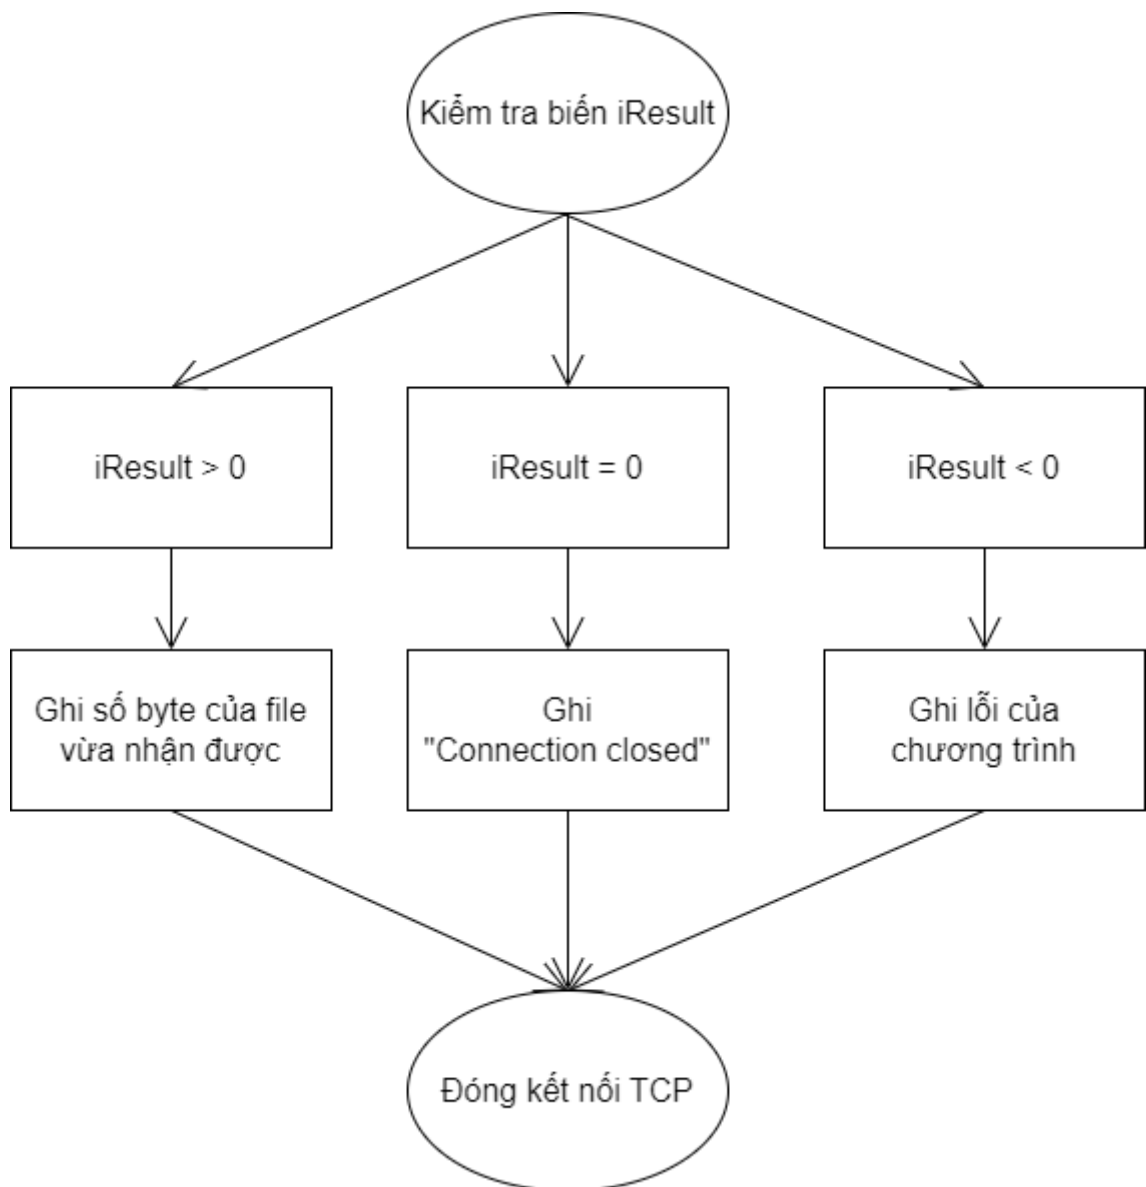 Kiểm tra biến iResult
iResult > 0
iResult = 0
iResult < 0
Ghi số byte của file
vừa nhận được
Ghi
"Connection closed"
Ghi lỗi của
chương trình
Đóng kết nối TCP